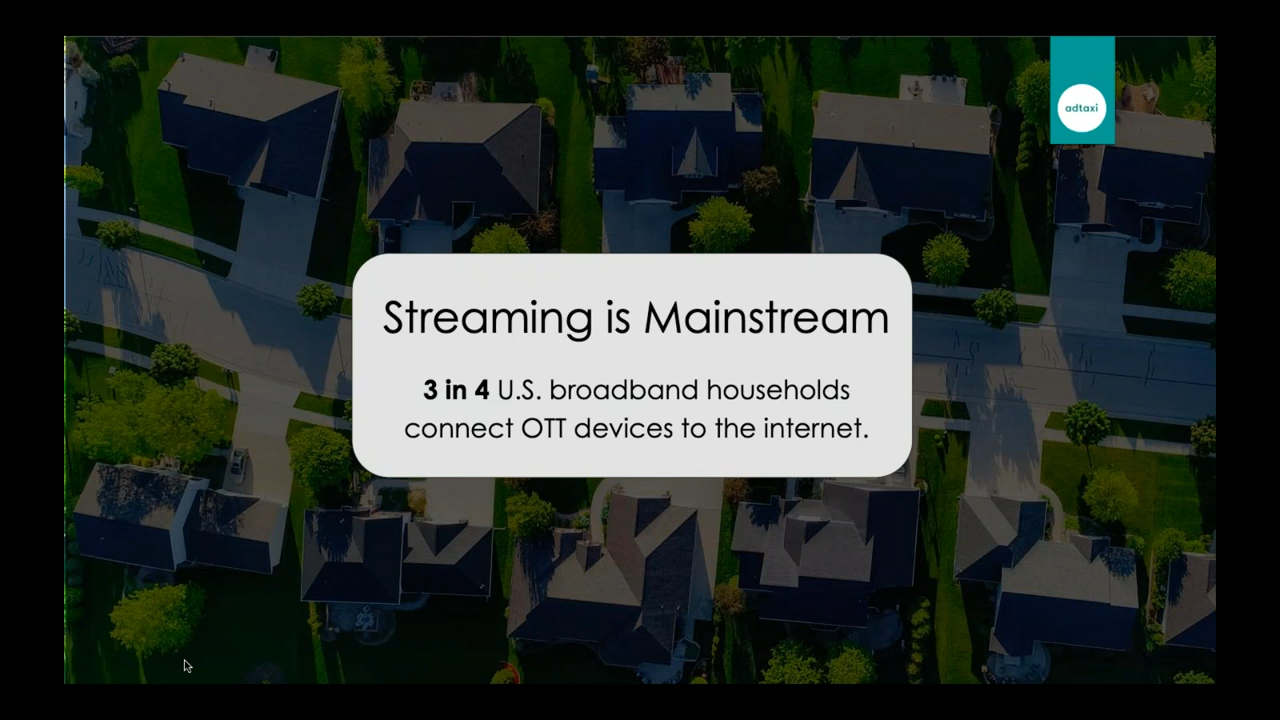 adtaxi
Streaming is Mainstream
3 in 4 U.S. broadband households
connect OTT devices to the internet.